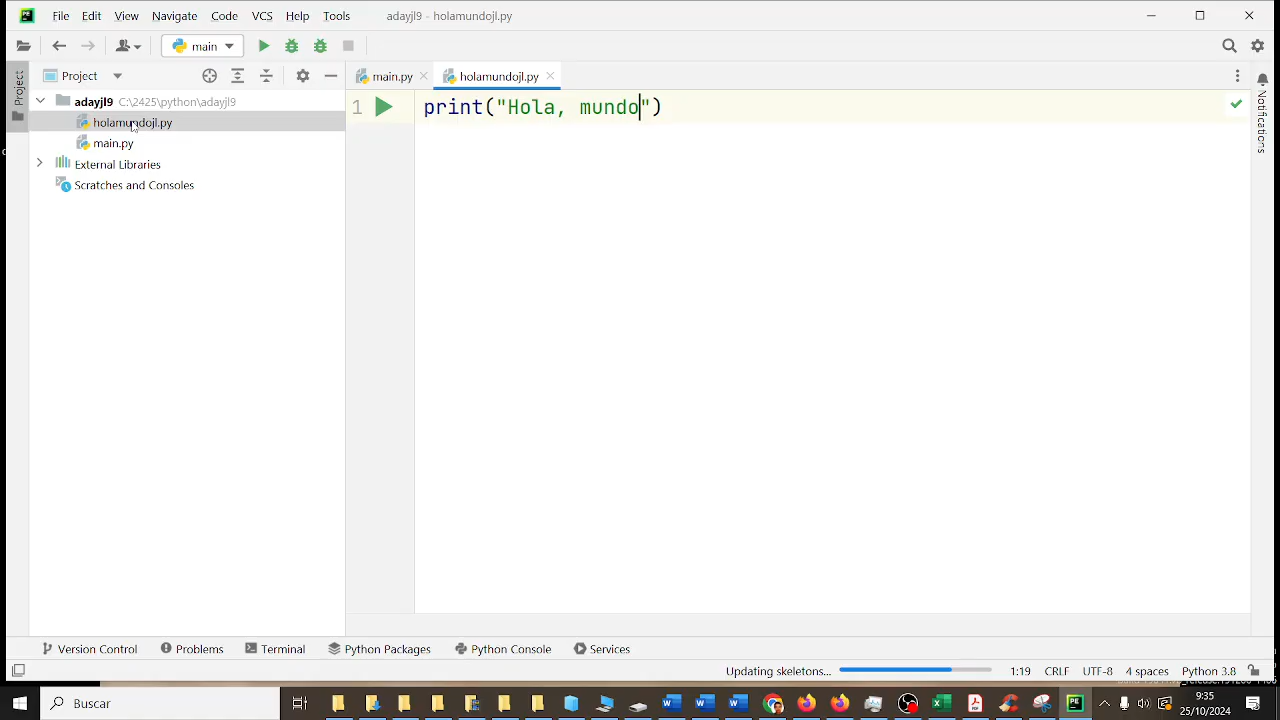 File Edit View Navigate Code VCS Help Tools adayjl9 - holamundojl.py
main
Project main.py holamundojl.py
Project
adayjl9 C:\2425\python\adayjl9
1 print("Hola, mundo")
holamundojl.py
main.py
External Libraries
Scratches and Consoles
Notifications
Version Control Problems Terminal Python Packages Python Console Services
Updating skeletons... 1:19 CRLF UTF-8 4 spaces Python 3.8
Buscar
9:35
25/10/2024